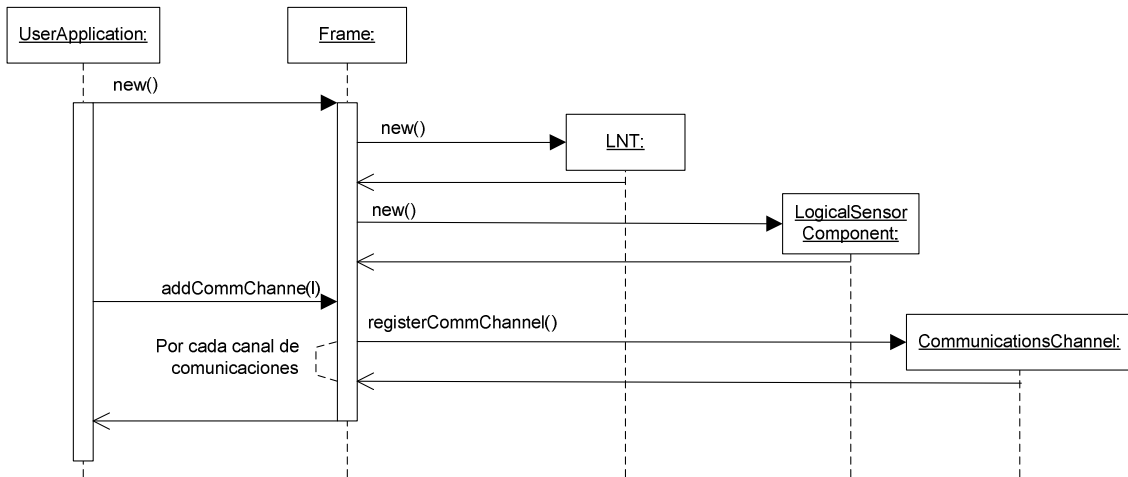 UserApplication:
Frame:
new()
new()
LNT:
new()
LogicalSensor
Component:
addCommChanne(l)
registerCommChannel()
CommunicationsChannel:
Por cada canal de
comunicaciones